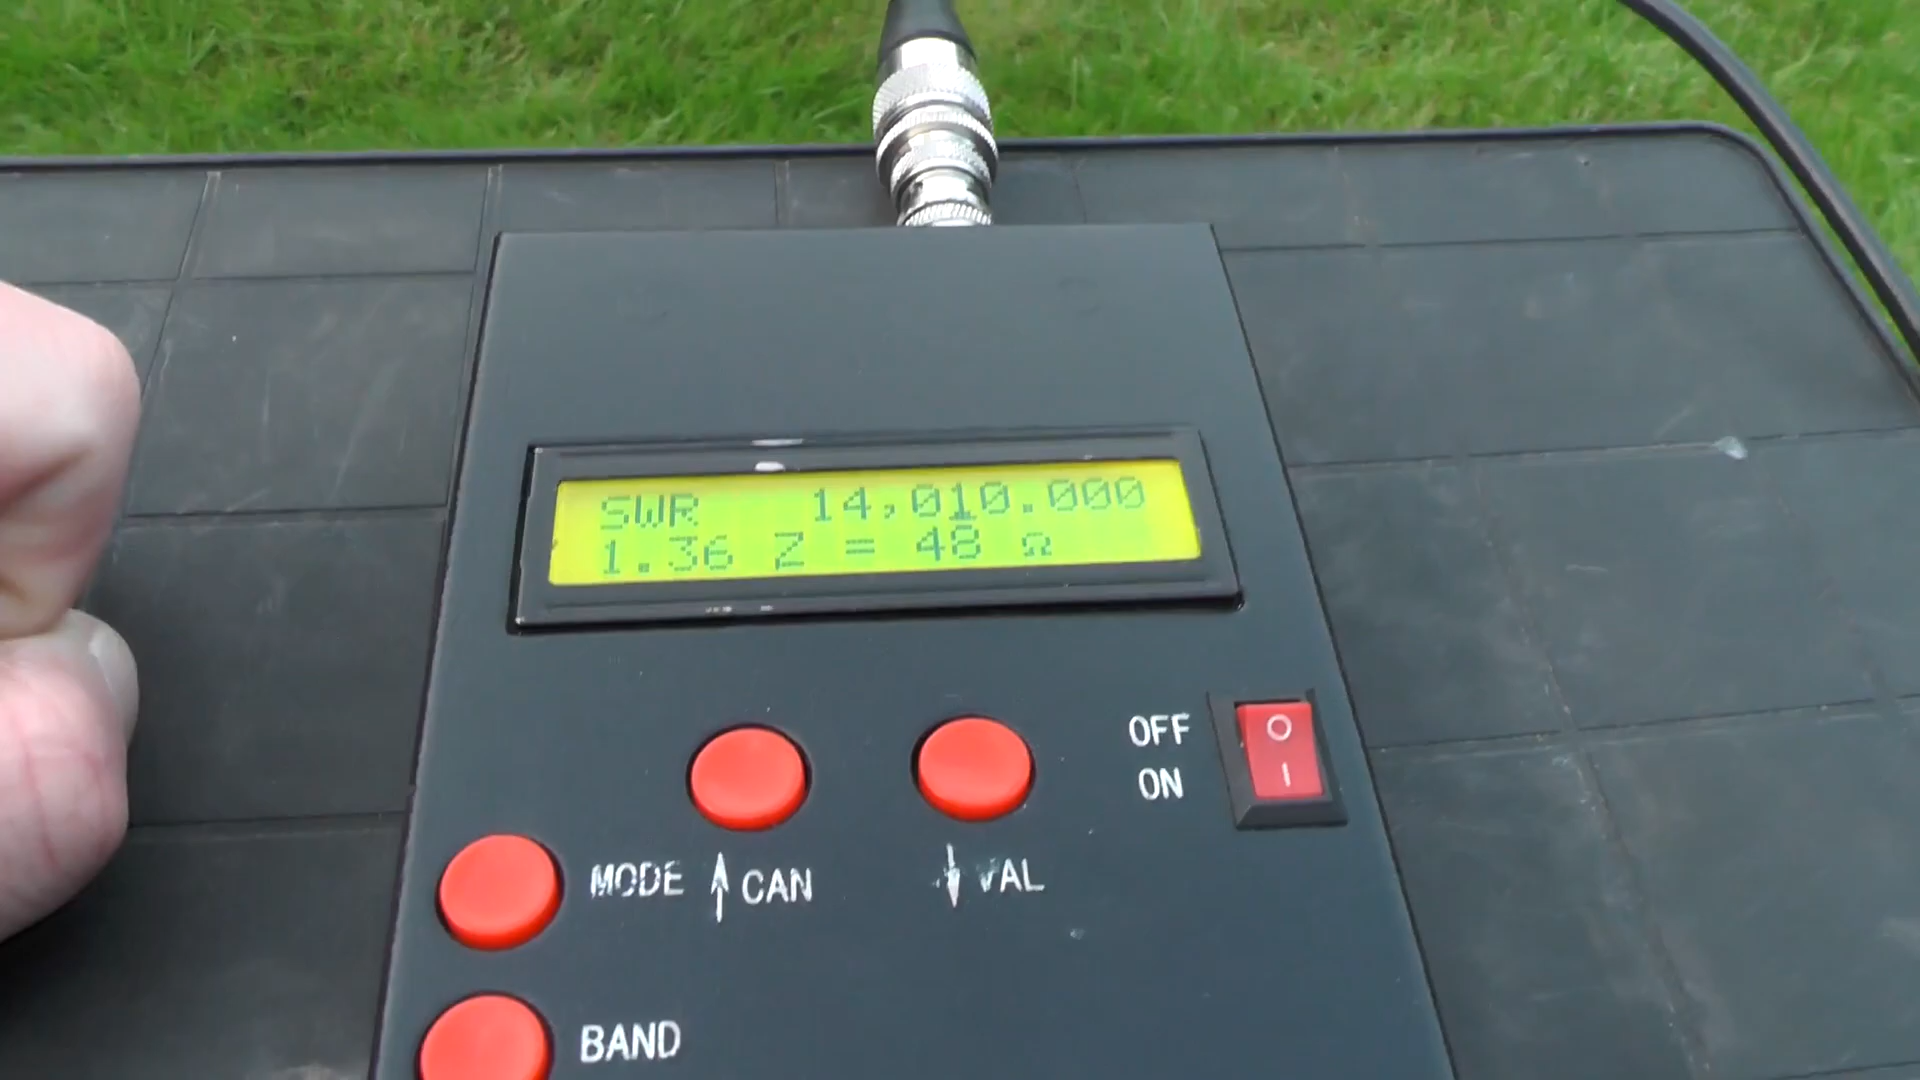 SWR 14,010.000
1.36 Z = 48 Ω
OFF
ON
MODE ↑ CAN ↓ VAL
BAND